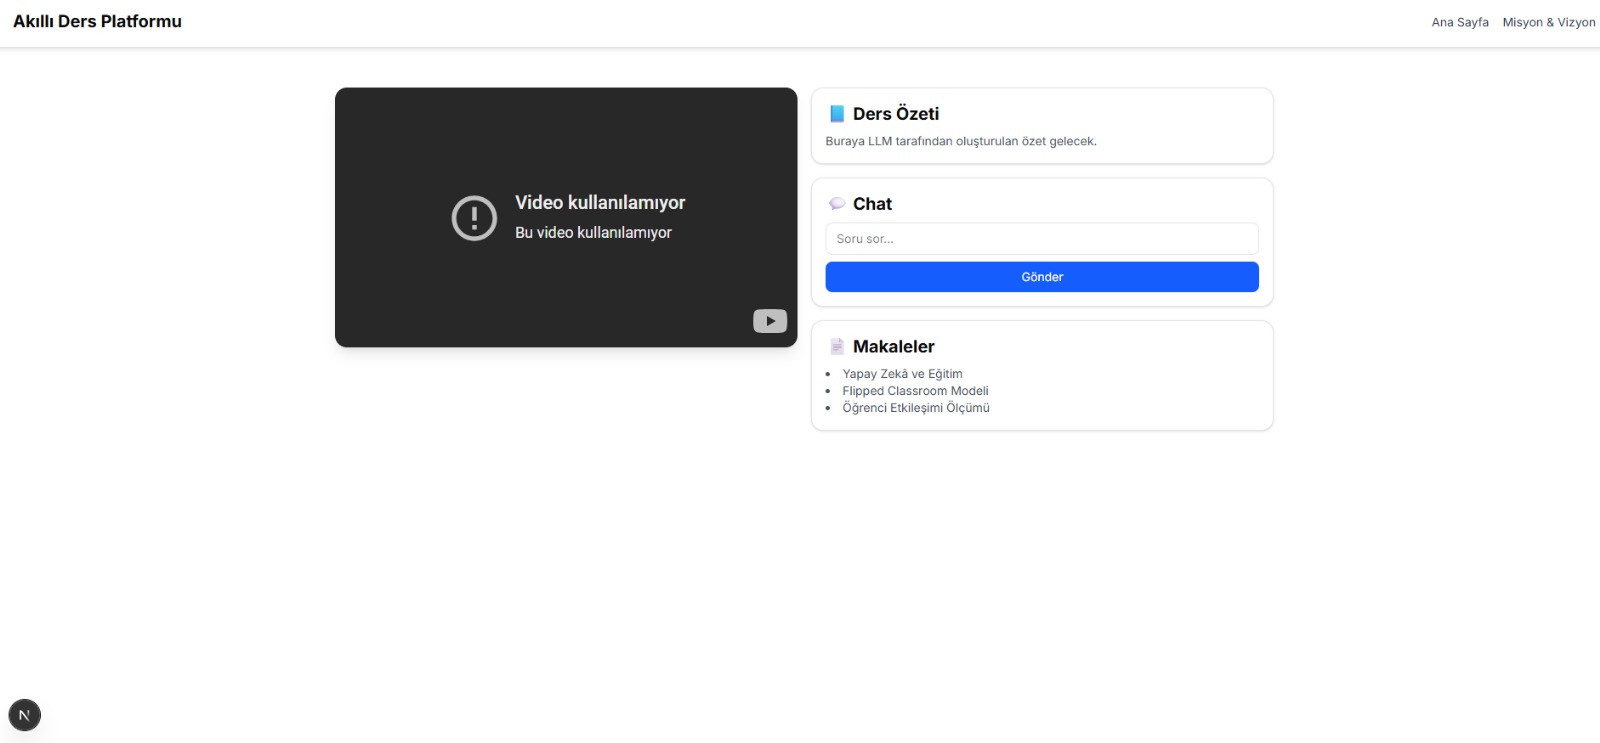 Akıllı Ders Platformu
Ana Sayfa
Misyon & Vizyon
Video kullanılamıyor
Bu video kullanılamıyor
Ders Özeti
Buraya LLM tarafından oluşturulan özet gelecek.
Chat
Soru sor...
Gönder
Makaleler
Yapay Zekâ ve Eğitim
Flipped Classroom Modeli
Öğrenci Etkileşimi Ölçümü
N